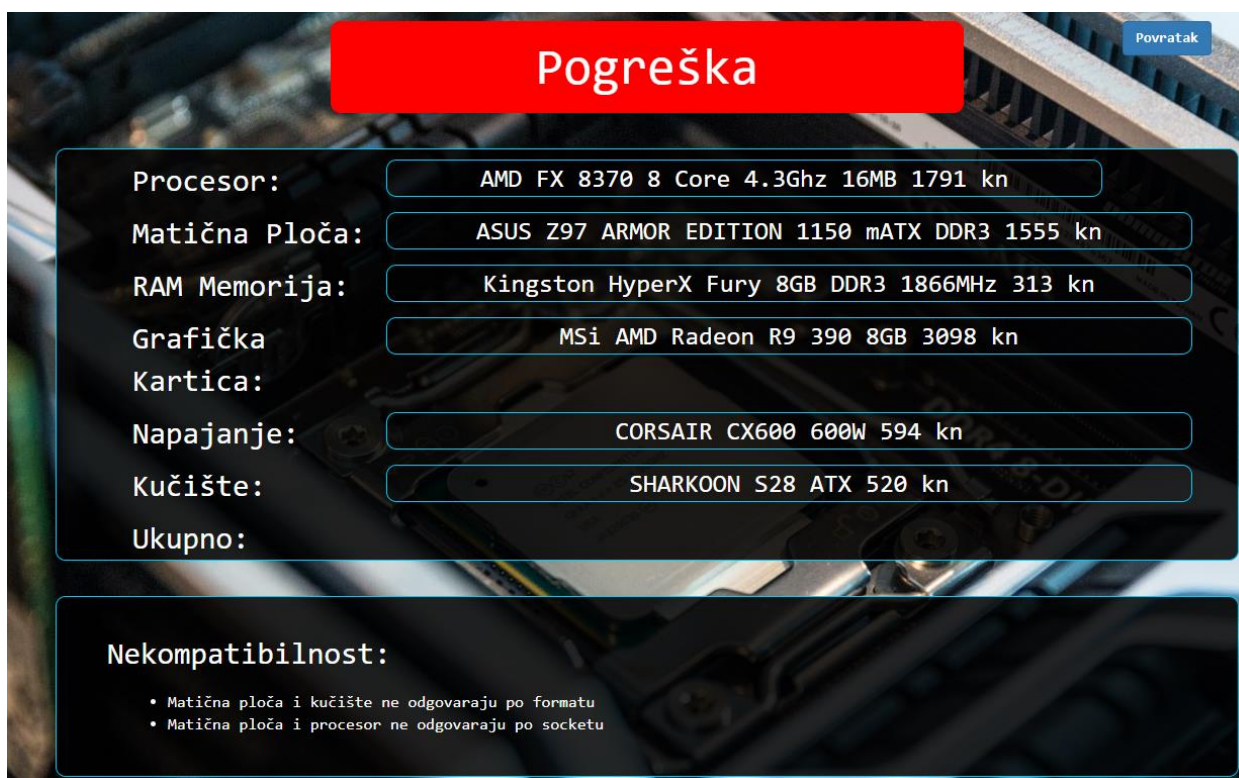 Pogreška
Povratak
Procesor:
AMD FX 8370 8 Core 4.3Ghz 16MB 1791 kn
Matična Ploča:
ASUS Z97 ARMOR EDITION 1150 mATX DDR3 1555 kn
RAM Memorija:
Kingston HyperX Fury 8GB DDR3 1866MHz 313 kn
Grafička
Kartica:
MSi AMD Radeon R9 390 8GB 3098 kn
Napajanje:
CORSAIR CX600 600W 594 kn
Kučište:
SHARKOON S28 ATX 520 kn
Ukupno:
Nekompatibilnost:
• Matična ploča i kučište ne odgovaraju po formatu
• Matična ploča i procesor ne odgovaraju po socketu